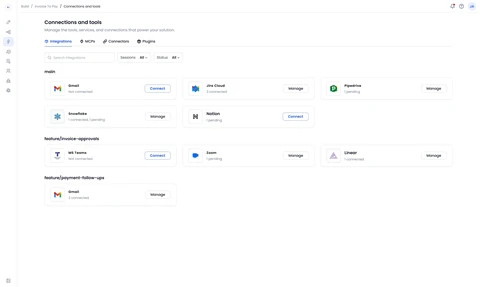 Build / Invoice To Pay / Connections and tools
Connections and tools
Manage the tools, services, and connections that power your solution.
Integrations MCPs Connectors Plugins
Search integrations Sessions All Status All
main
Gmail Not connected Connect
Jira Cloud 3 connected Manage
Pipedrive 1 pending Manage
Snowflake 1 connected, 1 pending Manage
Notion 1 pending Connect
feature/invoice-approvals
MS Teams Not connected Connect
Zoom 1 pending Manage
Linear 1 connected Manage
feature/payment-follow-ups
Gmail 3 connected Manage